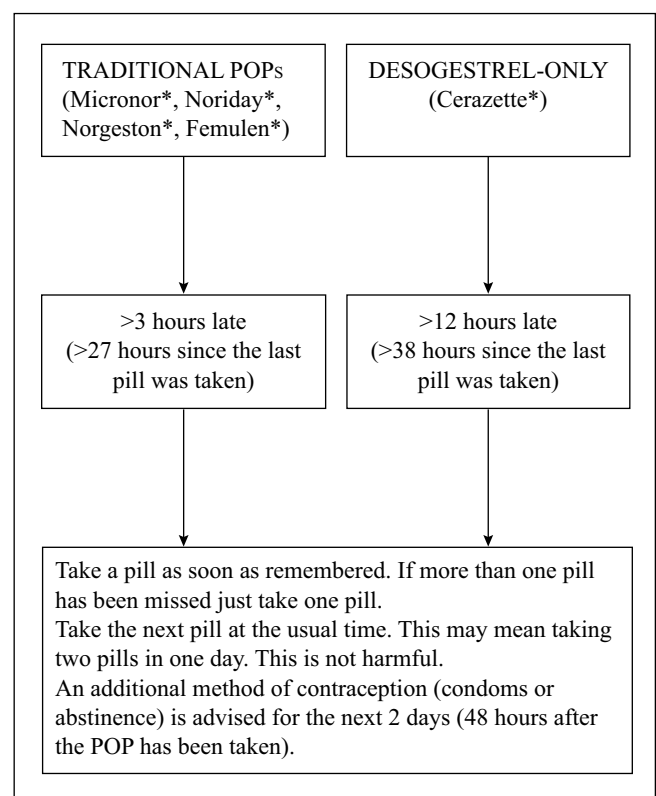 TRADITIONAL POPs
(Micronor*, Noriday*,
Norgeston*, Femulen*)
DESOGESTREL-ONLY
(Cerazette*)
>3 hours late
(>27 hours since the last
pill was taken)
>12 hours late
(>38 hours since the last
pill was taken)
Take a pill as soon as remembered. If more than one pill
has been missed just take one pill.
Take the next pill at the usual time. This may mean taking
two pills in one day. This is not harmful.
An additional method of contraception (condoms or
abstinence) is advised for the next 2 days (48 hours after
the POP has been taken).